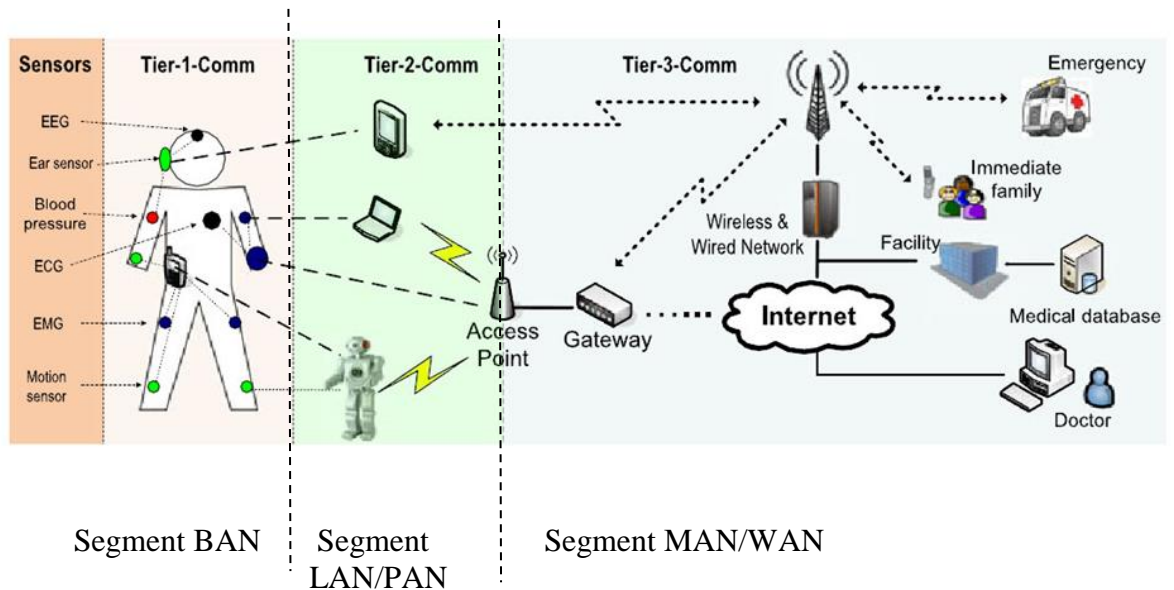 Sensors
Tier-1-Comm
Tier-2-Comm
Tier-3-Comm
EEG
Ear sensor
Blood
pressure
ECG
EMG
Motion
sensor
Access
Point
Gateway
Wireless &
Wired Network
Internet
Emergency
Immediate
family
Facility
Medical database
Doctor
Segment BAN
Segment
LAN/PAN
Segment MAN/WAN